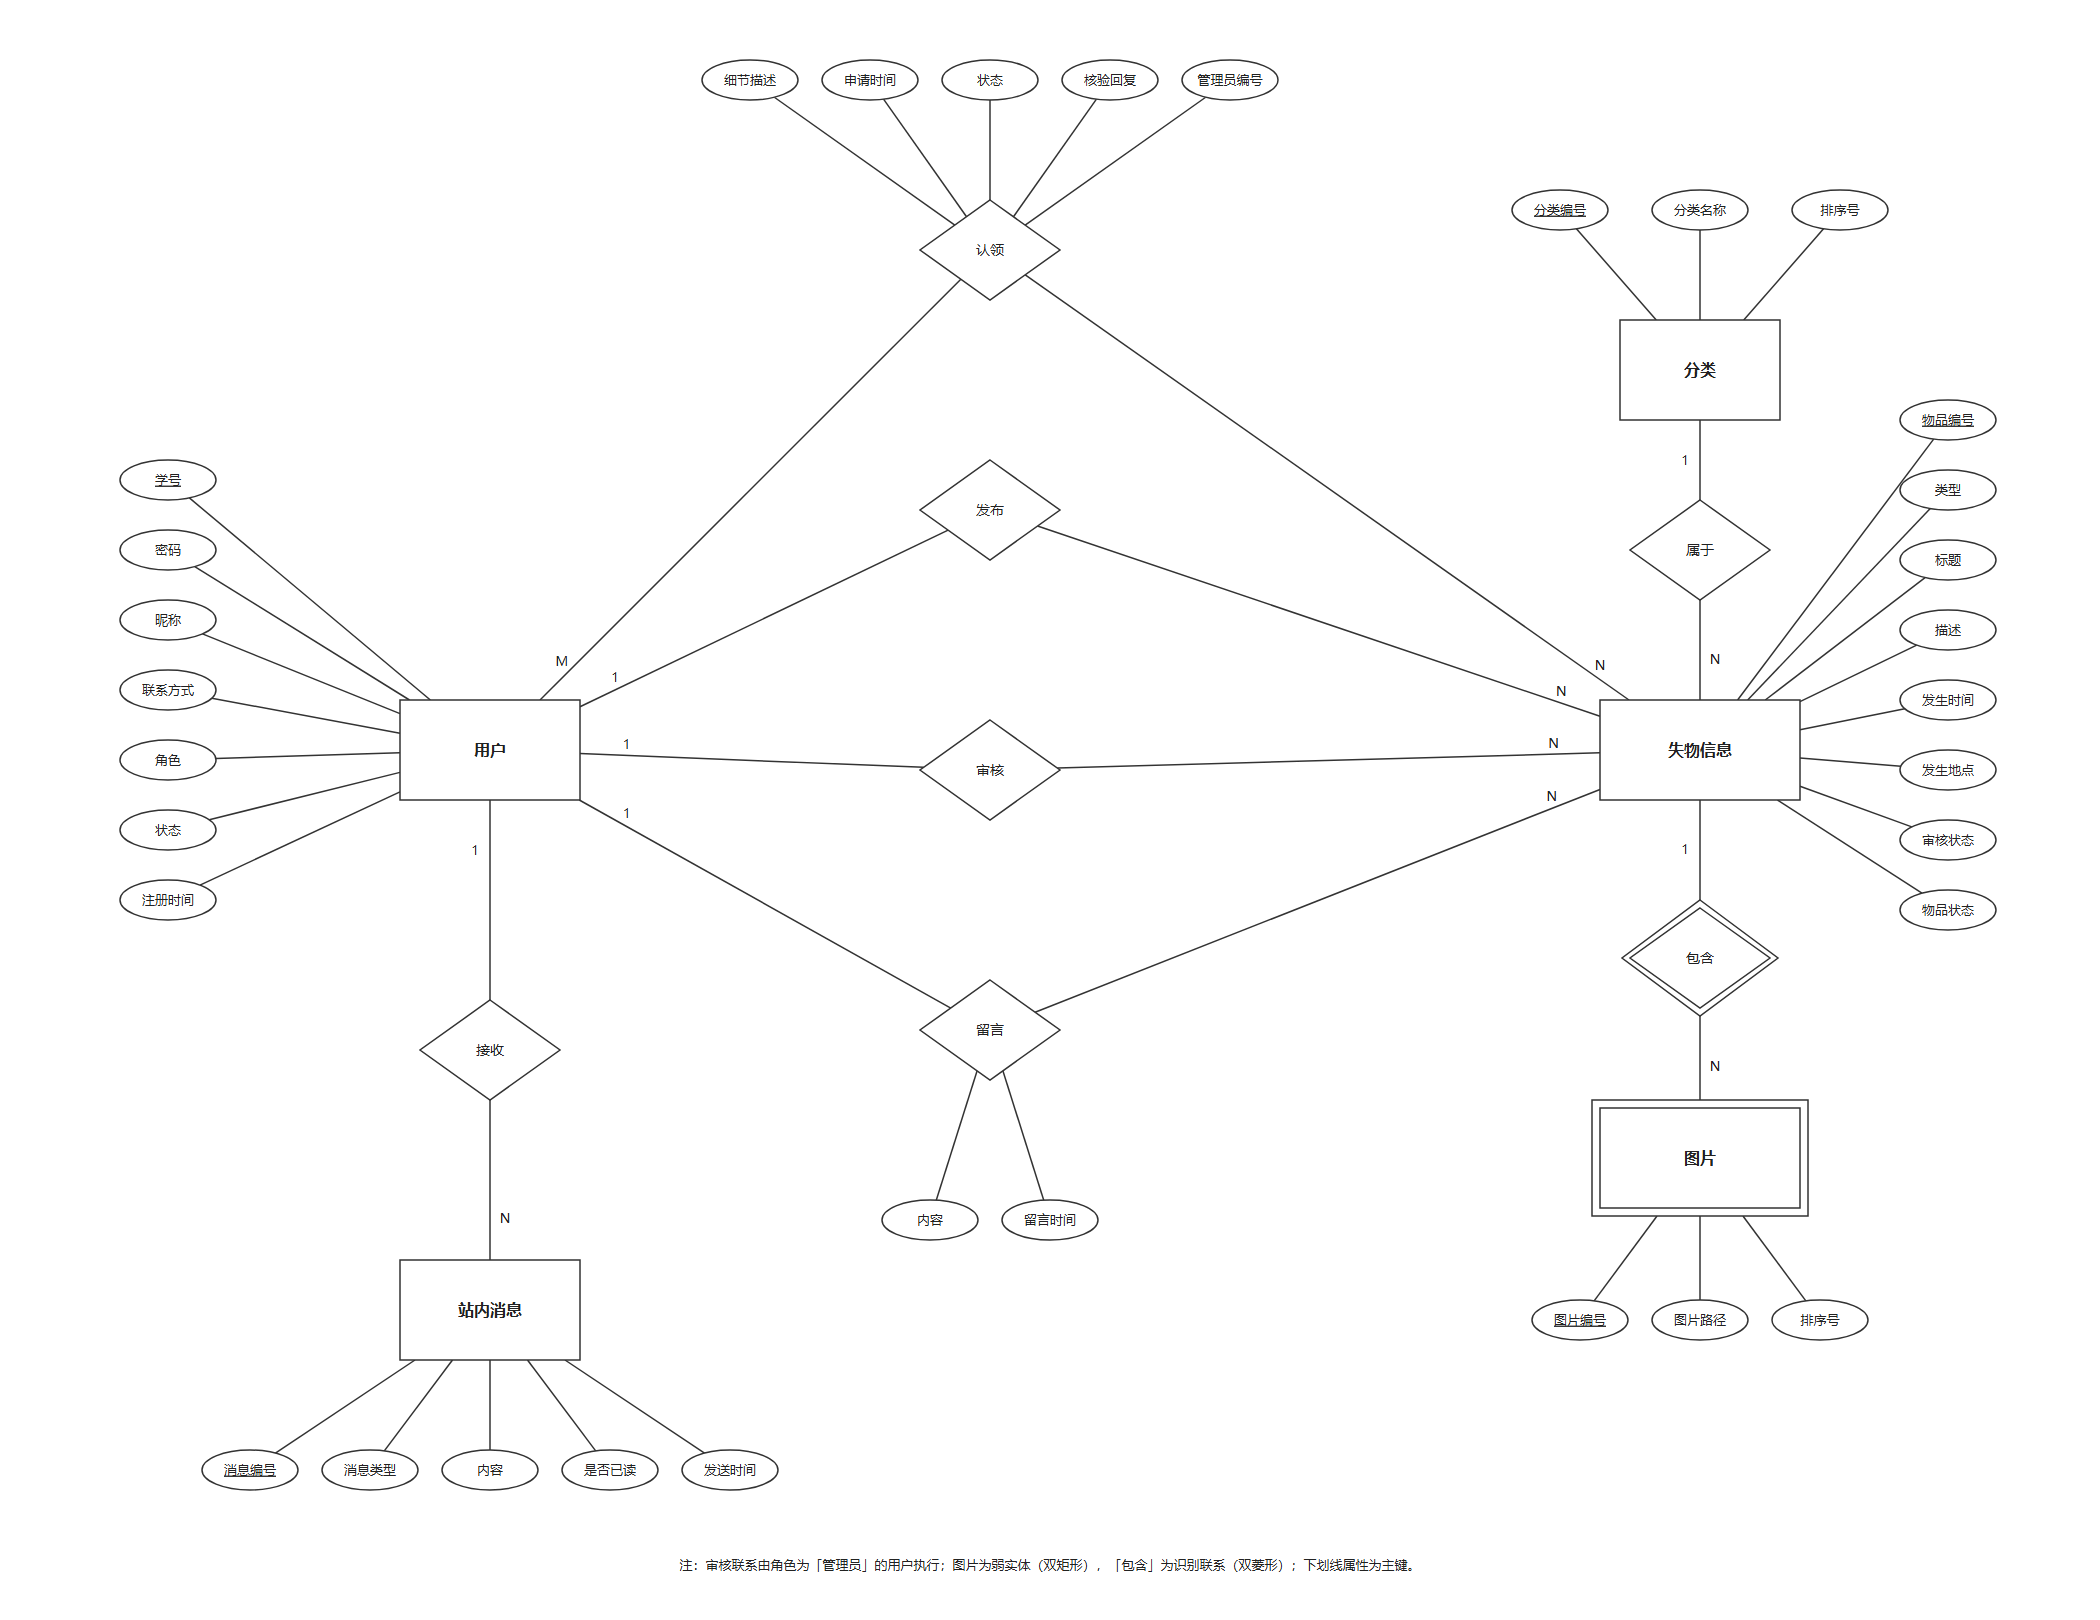 细节描述
申请时间
状态
核验回复
管理员编号
认领
分类编号
分类名称
排序号
分类
1
属于
N
物品编号
类型
标题
描述
发生时间
发生地点
审核状态
物品状态
学号
密码
昵称
联系方式
角色
状态
注册时间
用户
M
1
发布
N
N
1
审核
N
1
留言
N
内容
留言时间
失物信息
1
包含
N
图片
图片编号
图片路径
排序号
1
接收
N
站内消息
消息编号
消息类型
内容
是否已读
发送时间
注：审核联系由角色为「管理员」的用户执行；图片为弱实体（双矩形），「包含」为识别联系（双菱形）；下划线属性为主键。